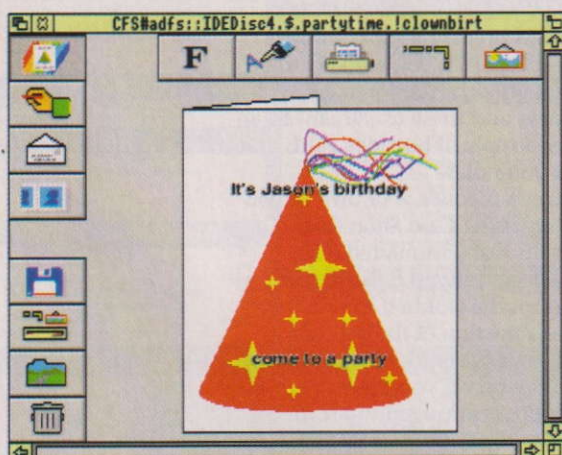 CFS#adfs::IDEDisc4.$.partytime.!clownbirt
F
It's Jason's birthday
come to a party